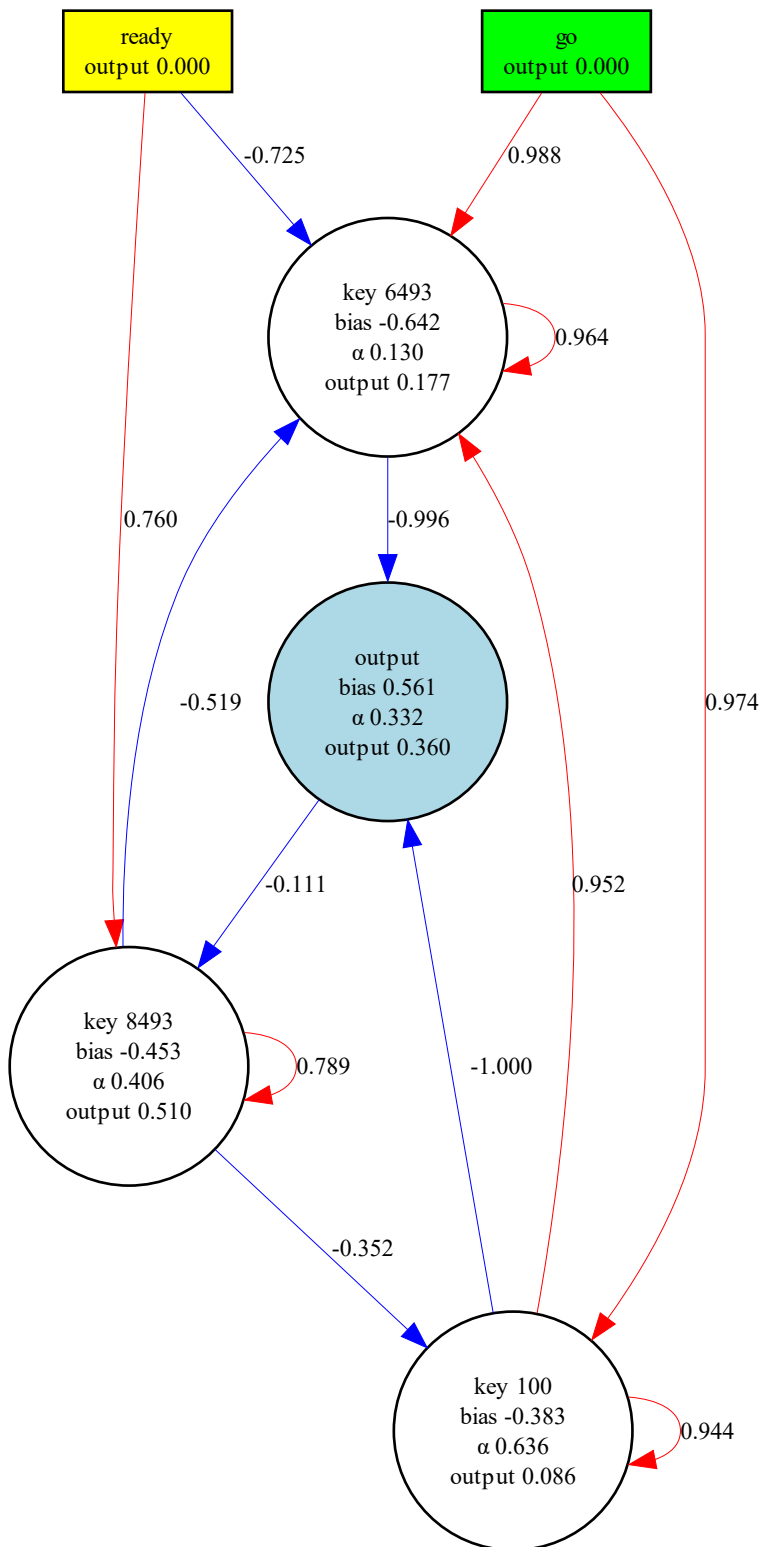 ready
output 0.000
go
output 0.000
-0.725
0.988
key 6493
bias -0.642
α 0.130
output 0.177
0.964
0.760
-0.996
-0.519
output
bias 0.561
α 0.332
output 0.360
0.974
-0.111
0.952
key 8493
bias -0.453
α 0.406
output 0.510
0.789
-1.000
-0.352
key 100
bias -0.383
α 0.636
output 0.086
0.944